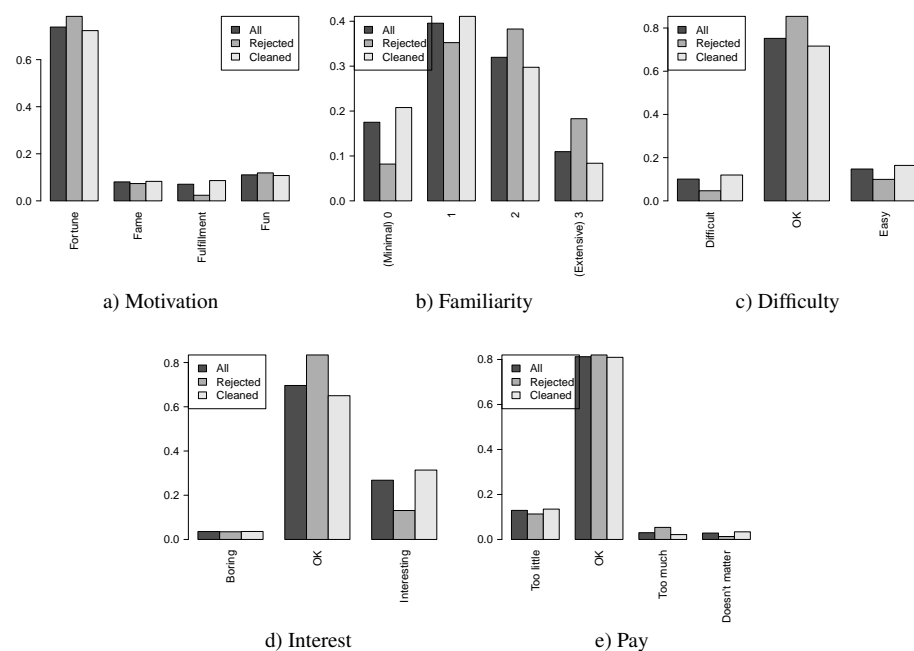 All
Rejected
Cleaned
0.6
0.4
0.2
0.0
Fortune
Fame
Fulfillment
Fun
a) Motivation
All
Rejected
Cleaned
0.4
0.3
0.2
0.1
0.0
(Minimal) 0
1
2
(Extensive) 3
b) Familiarity
All
Rejected
Cleaned
0.8
0.6
0.4
0.2
0.0
Difficult
OK
Easy
c) Difficulty
All
Rejected
Cleaned
0.8
0.6
0.4
0.2
0.0
Boring
OK
Interesting
d) Interest
All
Rejected
Cleaned
0.8
0.6
0.4
0.2
0.0
Too little
OK
Too much
Doesn't matter
e) Pay